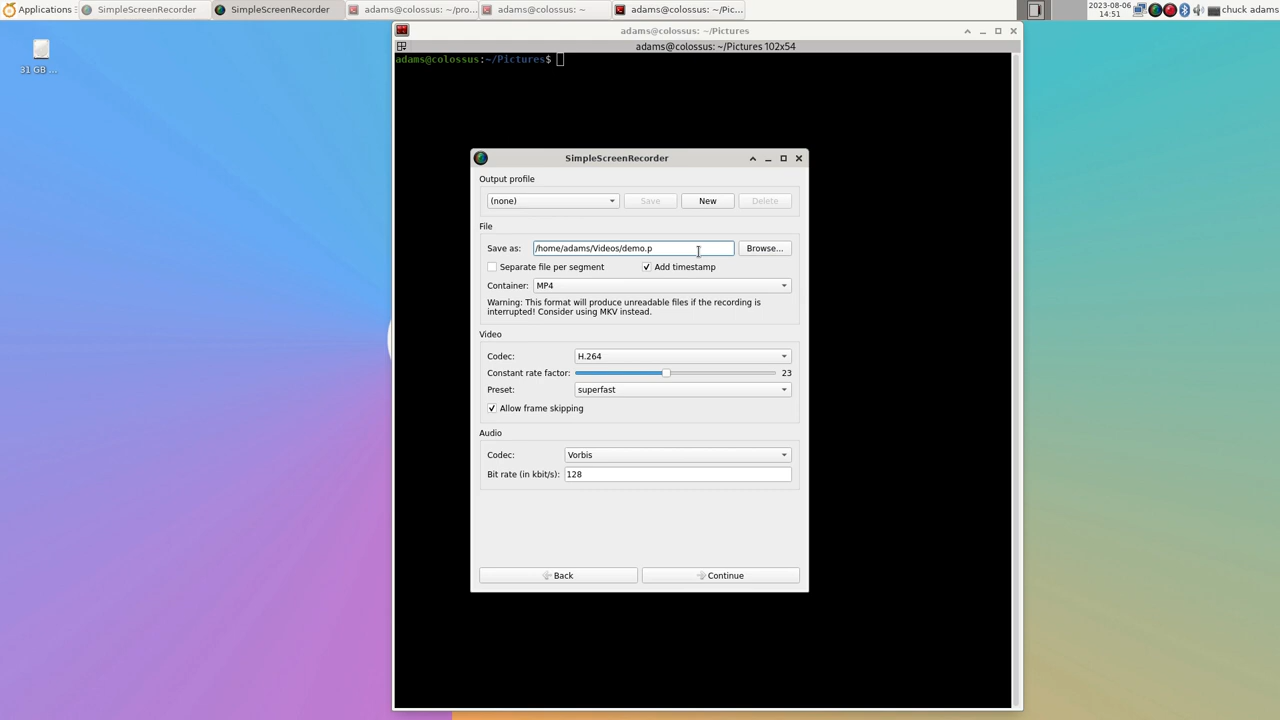 Applications
SimpleScreenRecorder
SimpleScreenRecorder
adams@colossus: ~/pro...
adams@colossus: ~
adams@colossus: ~/Pic...
2023-08-06
14:51
chuck adams
31 GB ...
adams@colossus: ~/Pictures
adams@colossus: ~/Pictures 102x54
adams@colossus:~/Pictures$
SimpleScreenRecorder
Output profile
(none)
Save
New
Delete
File
Save as:
/home/adams/Videos/demo.p
Browse...
Separate file per segment
Add timestamp
Container:
MP4
Warning: This format will produce unreadable files if the recording is
interrupted! Consider using MKV instead.
Video
Codec:
H.264
Constant rate factor:
23
Preset:
superfast
Allow frame skipping
Audio
Codec:
Vorbis
Bit rate (in kbit/s):
128
Back
Continue